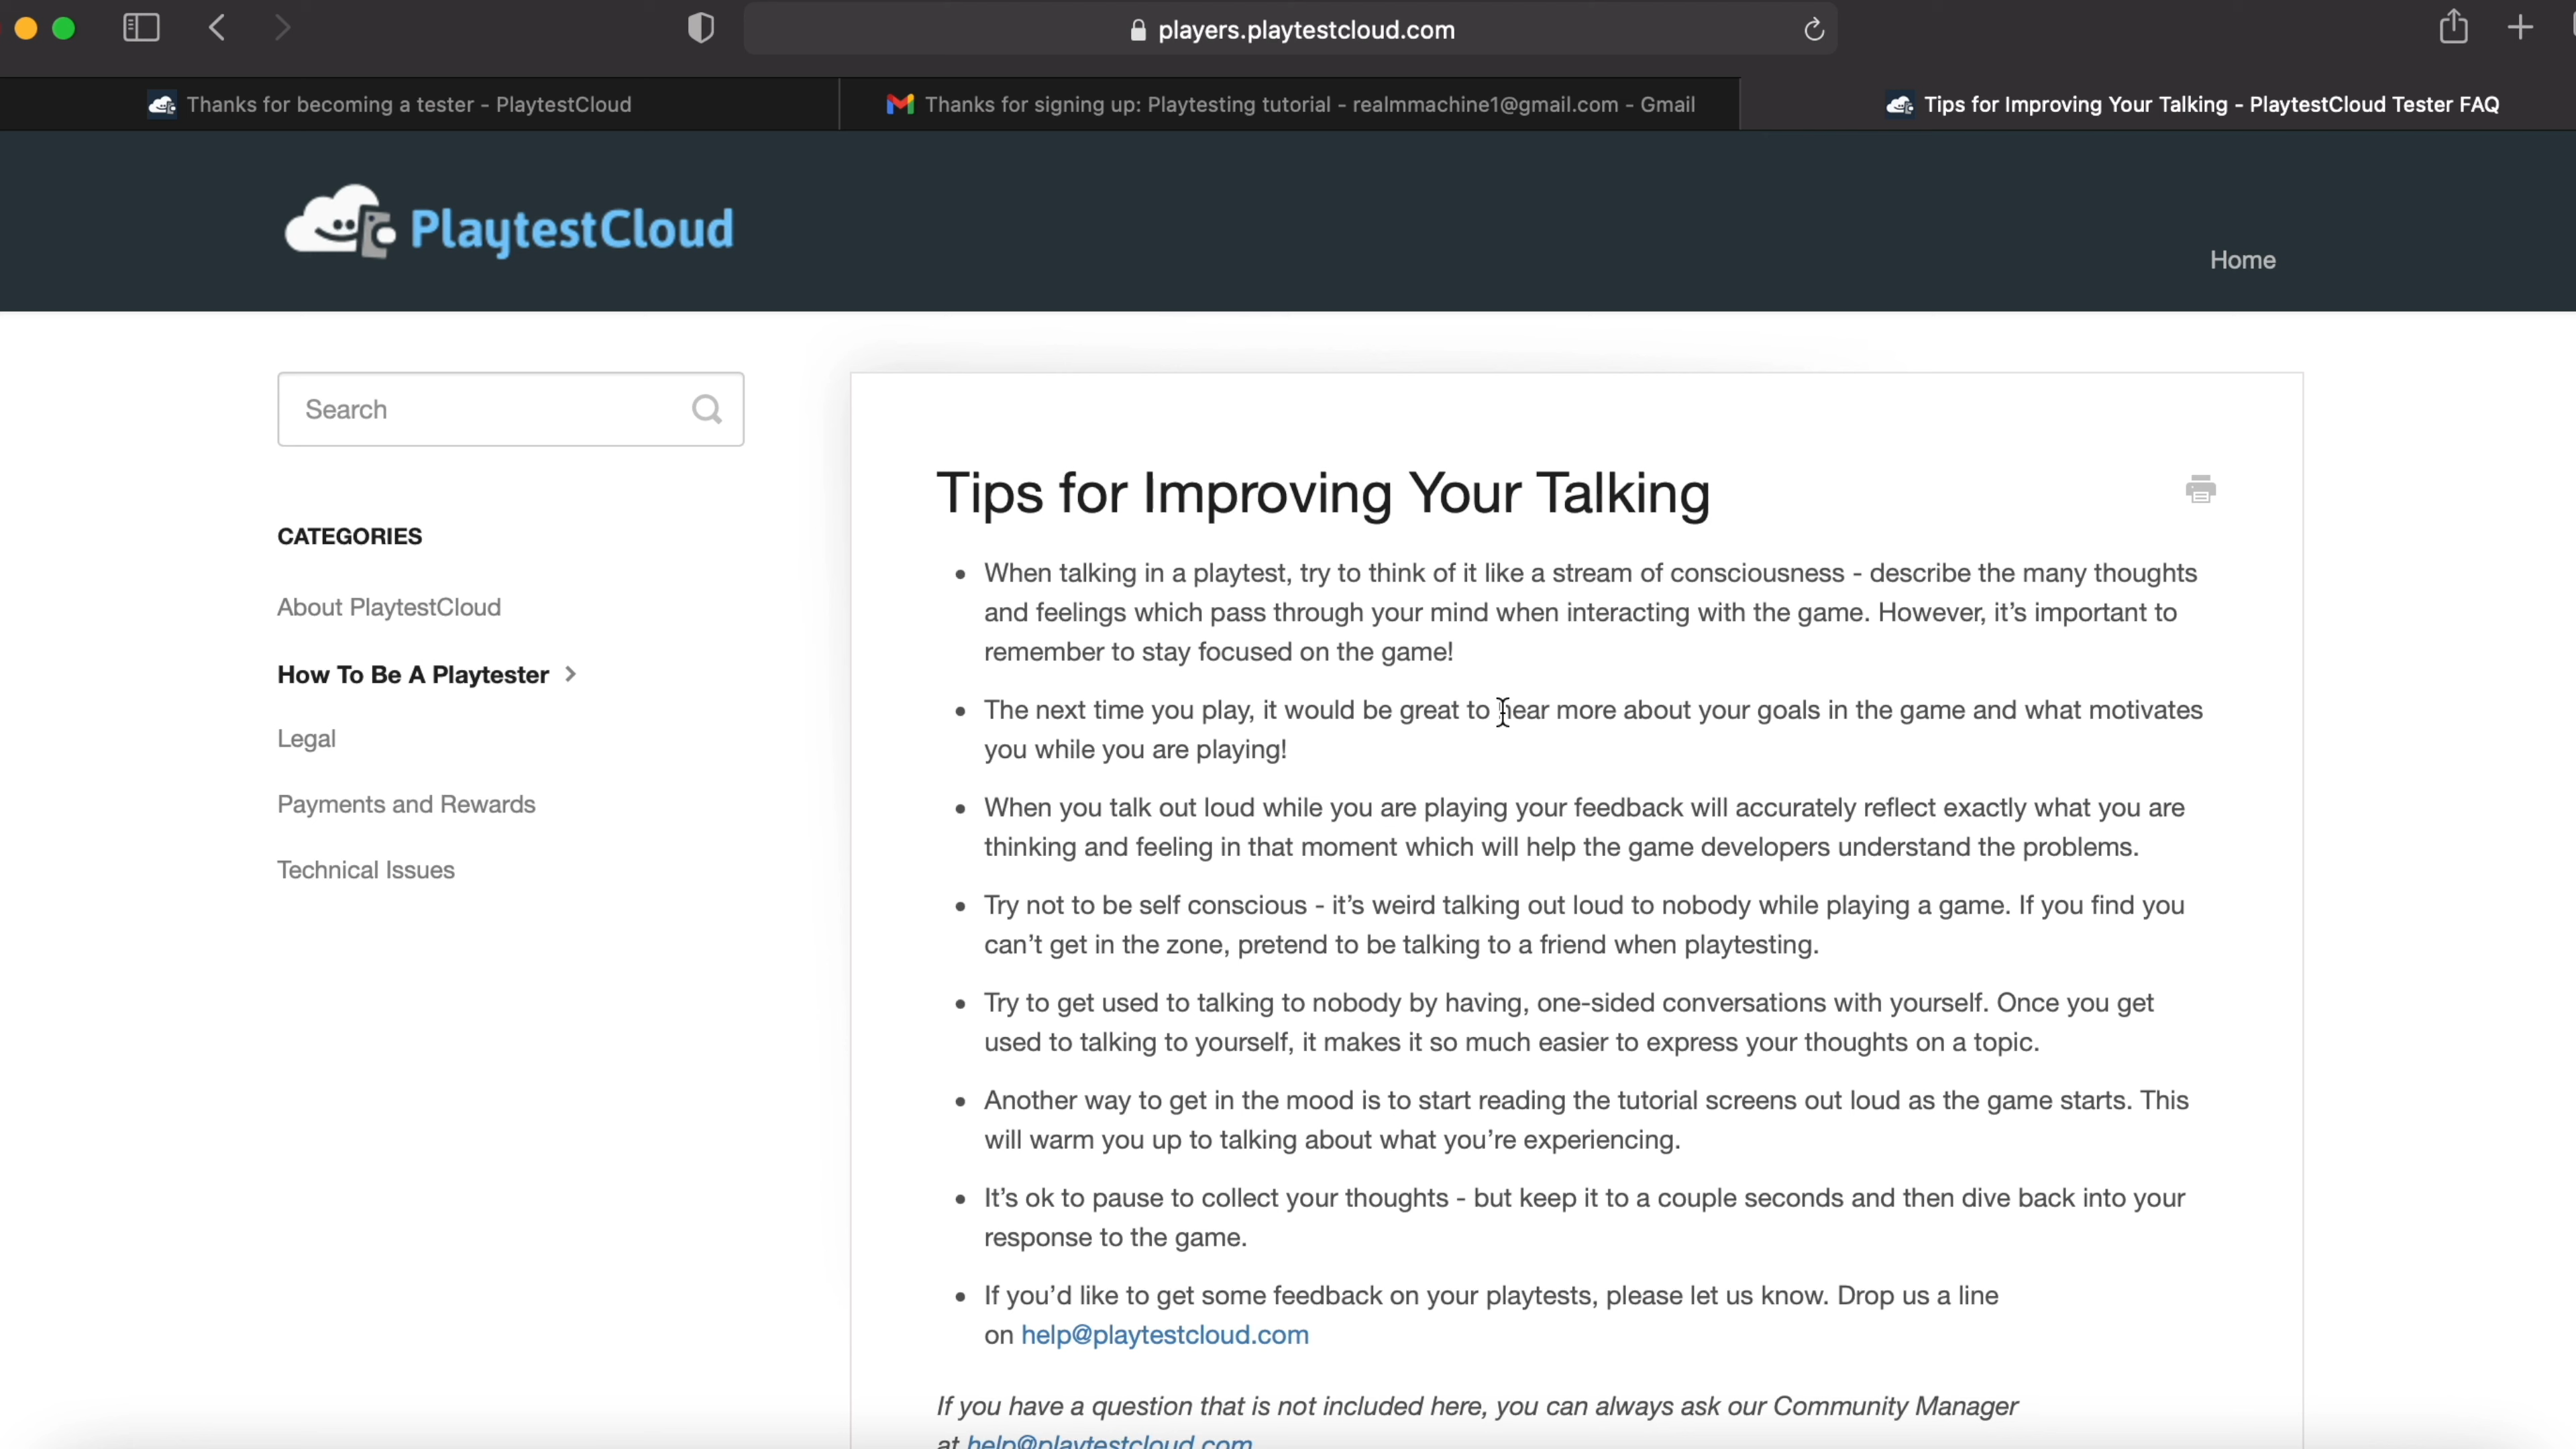 players.playtestcloud.com
Thanks for becoming a tester - PlaytestCloud
Thanks for signing up: Playtesting tutorial - realmmachine1@gmail.com - Gmail
Tips for Improving Your Talking - PlaytestCloud Tester FAQ
PlaytestCloud
Home
Search
CATEGORIES
About PlaytestCloud
How To Be A Playtester
Legal
Payments and Rewards
Technical Issues
Tips for Improving Your Talking
When talking in a playtest, try to think of it like a stream of consciousness - describe the many thoughts
and feelings which pass through your mind when interacting with the game. However, it's important to
remember to stay focused on the game!
The next time you play, it would be great to hear more about your goals in the game and what motivates
you while you are playing!
When you talk out loud while you are playing your feedback will accurately reflect exactly what you are
thinking and feeling in that moment which will help the game developers understand the problems.
Try not to be self conscious - it's weird talking out loud to nobody while playing a game. If you find you
can't get in the zone, pretend to be talking to a friend when playtesting.
Try to get used to talking to nobody by having, one-sided conversations with yourself. Once you get
used to talking to yourself, it makes it so much easier to express your thoughts on a topic.
Another way to get in the mood is to start reading the tutorial screens out loud as the game starts. This
will warm you up to talking about what you're experiencing.
It's ok to pause to collect your thoughts - but keep it to a couple seconds and then dive back into your
response to the game.
If you'd like to get some feedback on your playtests, please let us know. Drop us a line
on help@playtestcloud.com
If you have a question that is not included here, you can always ask our Community Manager
at help@playtestcloud.com